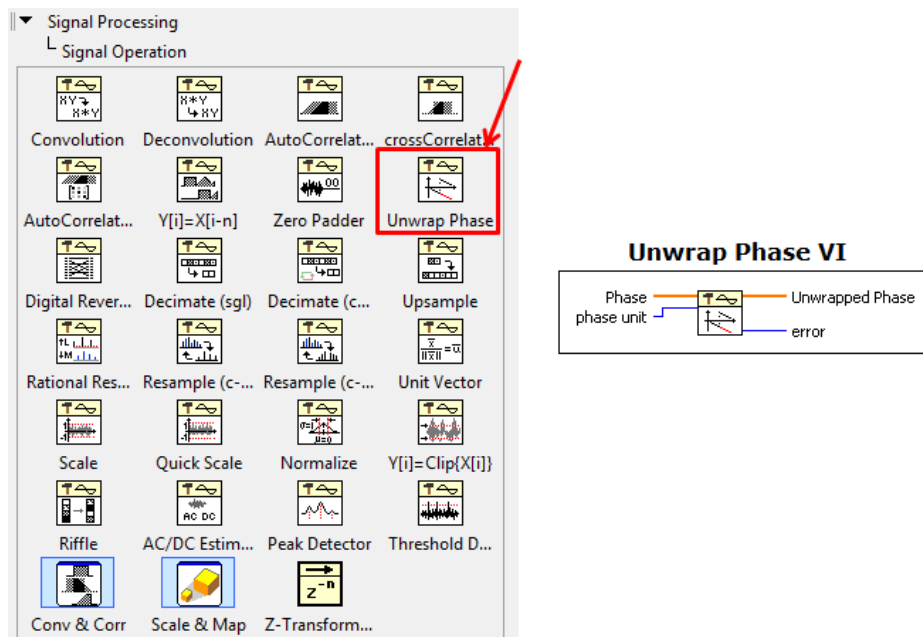 Signal Processing
Signal Operation
Convolution Deconvolution AutoCorrelat... crossCorrelat...
AutoCorrelat... Y[i]=X[i-n] Zero Padder Unwrap Phase
Digital Rever... Decimate (sgl) Decimate (c... Upsample
Rational Res... Resample (c-... Resample (c-... Unit Vector
Scale Quick Scale Normalize Y[i]=Clip{X[i]}
AC DC
Riffle AC/DC Estim... Peak Detector Threshold D...
z⁻ⁿ
Conv & Corr Scale & Map Z-Transform...
Unwrap Phase VI
Phase Unwrapped Phase
phase unit
error